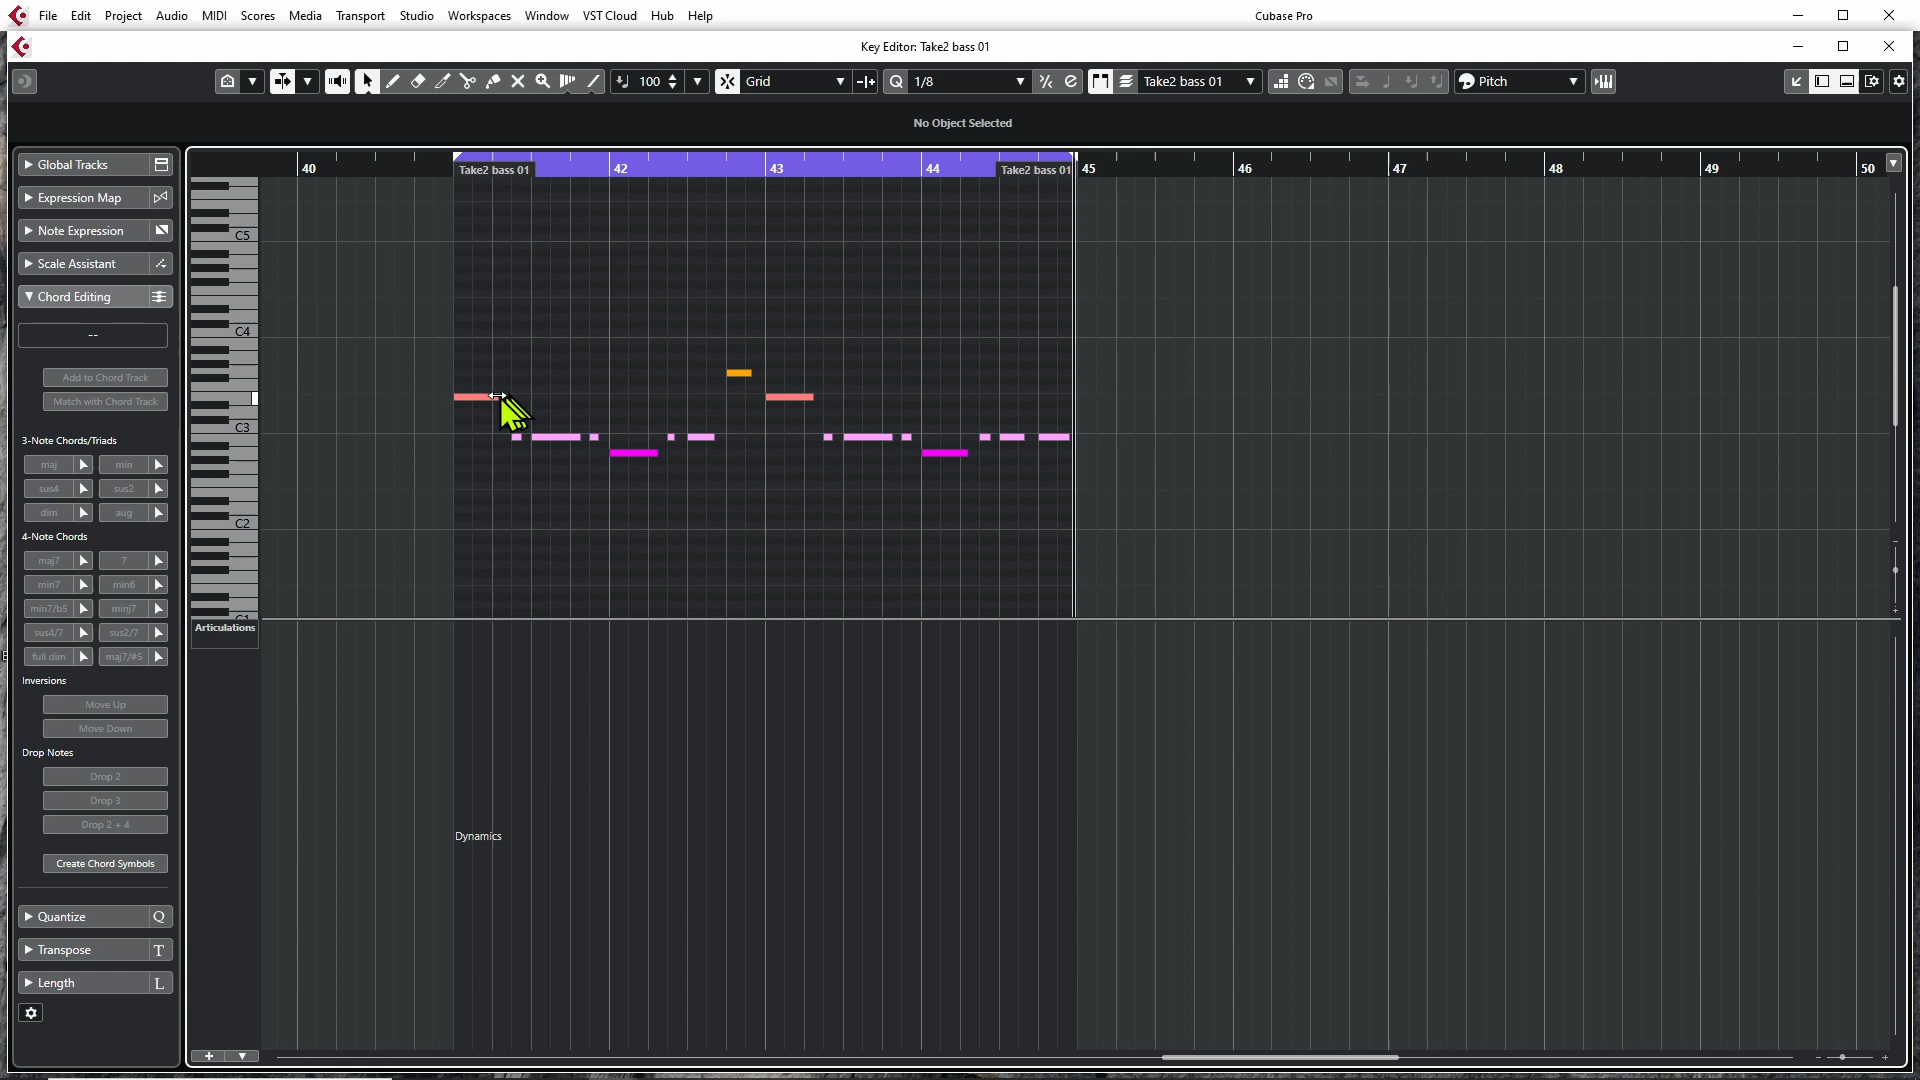 File Edit Project Audio MIDI Scores Media Transport Studio Workspaces Window VST Cloud Hub Help
Cubase Pro
Key Editor: Take2 bass 01
100
Grid
Q 1/8
Take2 bass 01
Pitch
No Object Selected
Global Tracks
Expression Map
Note Expression
Scale Assistant
Chord Editing
--
Add to Chord Track
Match with Chord Track
3-Note Chords/Triads
maj min
sus4 sus2
dim aug
4-Note Chords
maj7 7
min7 min6
min7/b5 minj7
sus4/7 sus2/7
full dim maj7/#5
Inversions
Move Up
Move Down
Drop Notes
Drop 2
Drop 3
Drop 2 + 4
Create Chord Symbols
Quantize Q
Transpose T
Length L
40 42 43 44 45 46 47 48 49 50
Take2 bass 01 Take2 bass 01
C5
C4
C3
C2
C1
Articulations
Dynamics